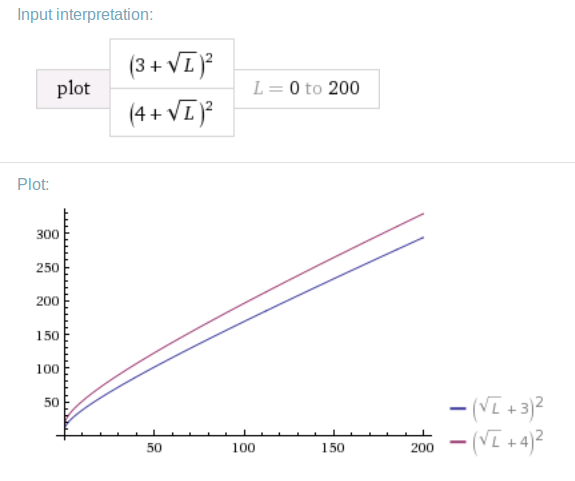 Input interpretation:
plot
(3 + √L)²
(4 + √L)²
L = 0 to 200
Plot:
300
250
200
150
100
50
50 100 150 200
(√L + 3)²
(√L + 4)²